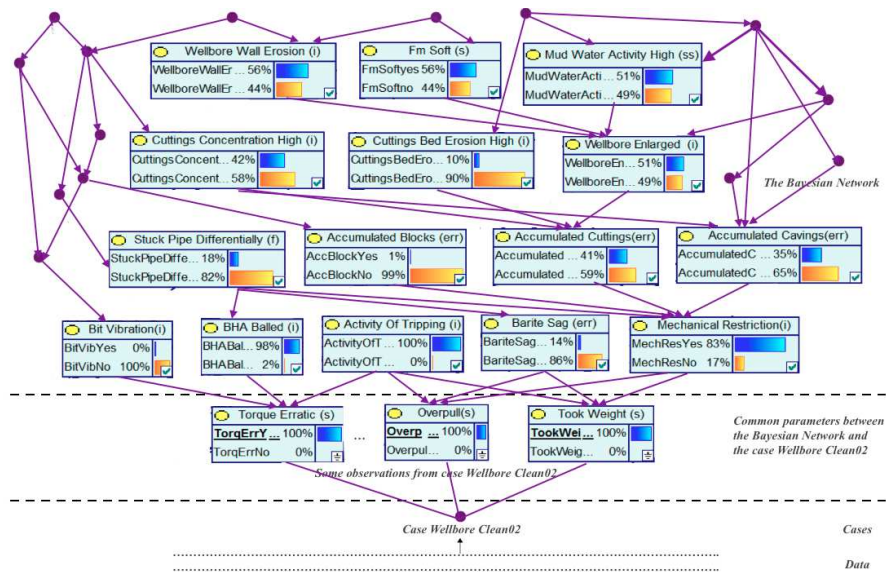 Wellbore Wall Erosion (i)
WellboreWallEr ... 56%
WellboreWallEr ... 44%
Fm Soft (s)
FmSoftyes 56%
FmSoftno 44%
Mud Water Activity High (ss)
MudWaterActi ... 51%
MudWaterActi ... 49%
Cuttings Concentration High (i)
CuttingsConcent... 42%
CuttingsConcent... 58%
Cuttings Bed Erosion High (i)
CuttingsBedEro... 10%
CuttingsBedEro... 90%
Wellbore Enlarged (i)
WellboreEn... 51%
WellboreEn... 49%
The Bayesian Network
Stuck Pipe Differentially (f)
StuckPipeDiffe... 18%
StuckPipeDiffe... 82%
Accumulated Blocks (err)
AccBlockYes 1%
AccBlockNo 99%
Accumulated Cuttings(err)
Accumulated ... 41%
Accumulated ... 59%
Accumulated Cavings(err)
AccumulatedC ... 35%
AccumulatedC ... 65%
Bit Vibration(i)
BitVibYes 0%
BitVibNo 100%
BHA Balled (i)
BHABal... 98%
BHABal... 2%
Activity Of Tripping(i)
ActivityOfT ... 100%
ActivityOfT ... 0%
Barite Sag (err)
BariteSag... 14%
BariteSag... 86%
Mechanical Restriction(i)
MechResYes 83%
MechResNo 17%
Torque Erratic (s)
TorqErrY ... 100%
TorqErrNo 0%
...
Overpull(s)
Overp ... 100%
Overpul... 0%
Took Weight (s)
TookWei... 100%
TookWeig... 0%
Common parameters between
the Bayesian Network and
the case Wellbore Clean02
Some observations from case Wellbore Clean02
Case Wellbore Clean02
Cases
Data